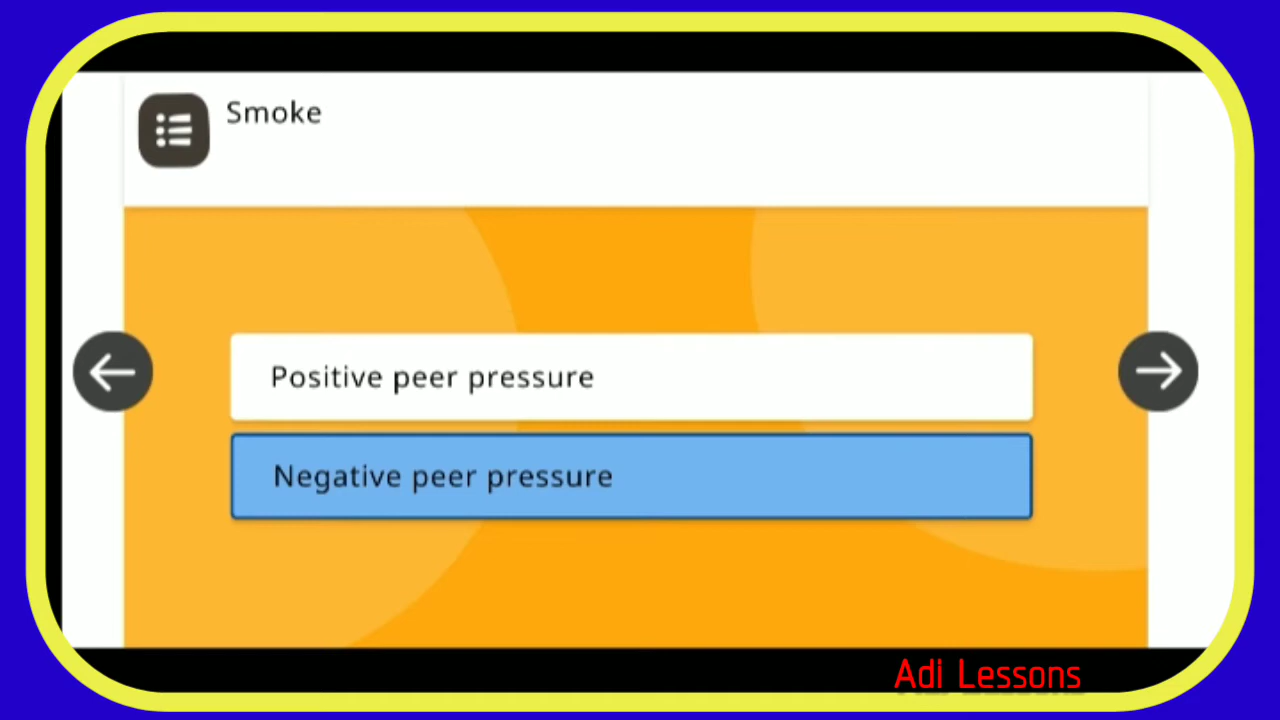 Smoke
Positive peer pressure
Negative peer pressure
Adi Lessons